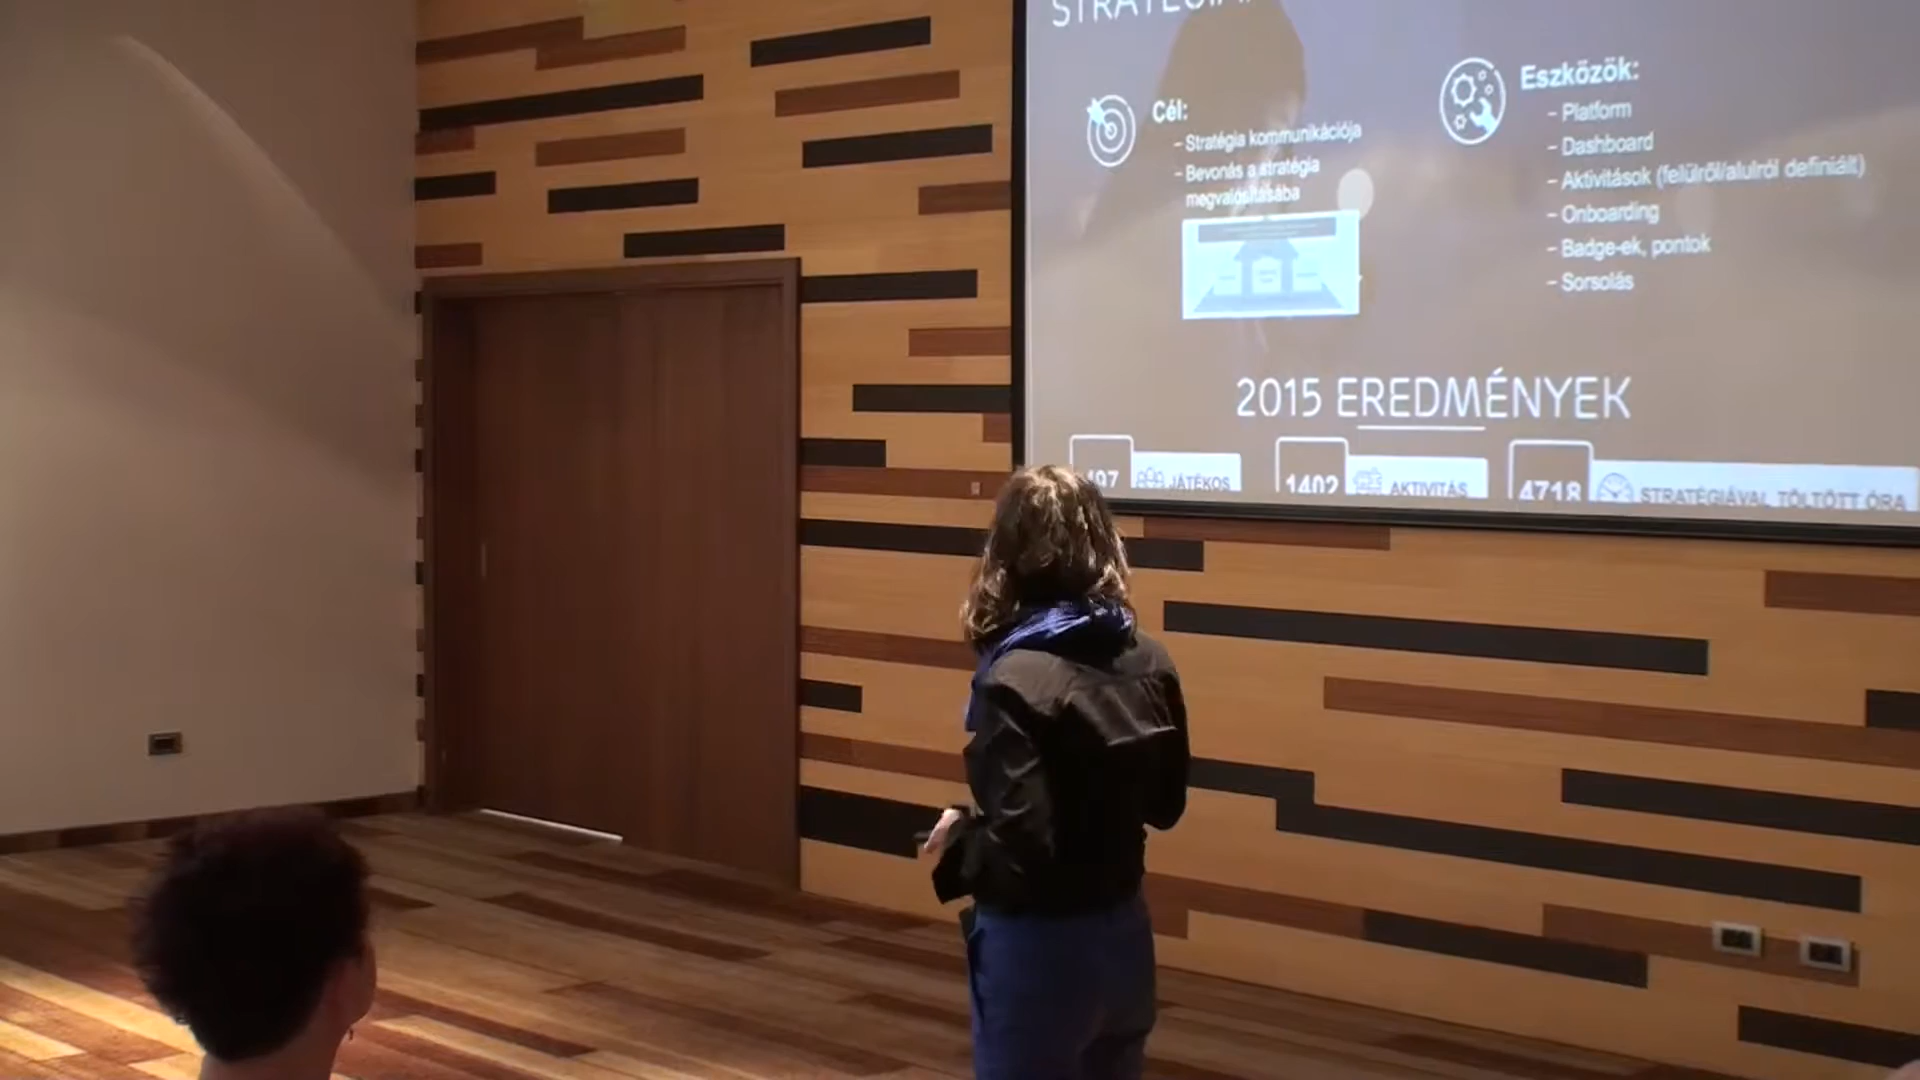 Cél:
– Stratégia kommunikációja
– Bevonás a stratégia
megvalósításába
Eszközök:
– Platform
– Dashboard
– Aktivitások (felülről/alulról definiált)
– Onboarding
– Badge-ek, pontok
– Sorsolás
2015 EREDMÉNYEK
JÁTÉKOS
1402 AKTIVITÁS
4718 STRATÉGIÁVAL TÖLTÖTT ÓRA